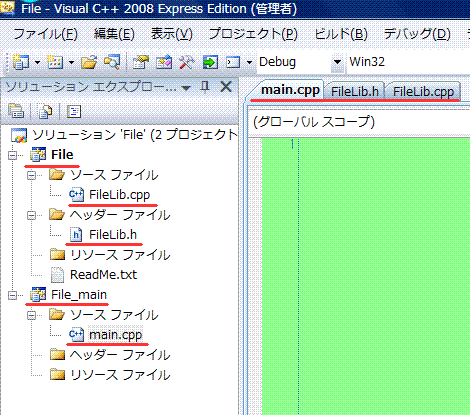 File - Visual C++ 2008 Express Edition (管理者)
ファイル(F) 編集(E) 表示(V) プロジェクト(P) ビルド(B) デバッグ(D)
Debug Win32
ソリューション エクスプロー...
main.cpp FileLib.h FileLib.cpp
(グローバル スコープ)
1
ソリューション 'File' (2 プロジェクト
File
ソース ファイル
FileLib.cpp
ヘッダー ファイル
FileLib.h
リソース ファイル
ReadMe.txt
File_main
ソース ファイル
main.cpp
ヘッダー ファイル
リソース ファイル